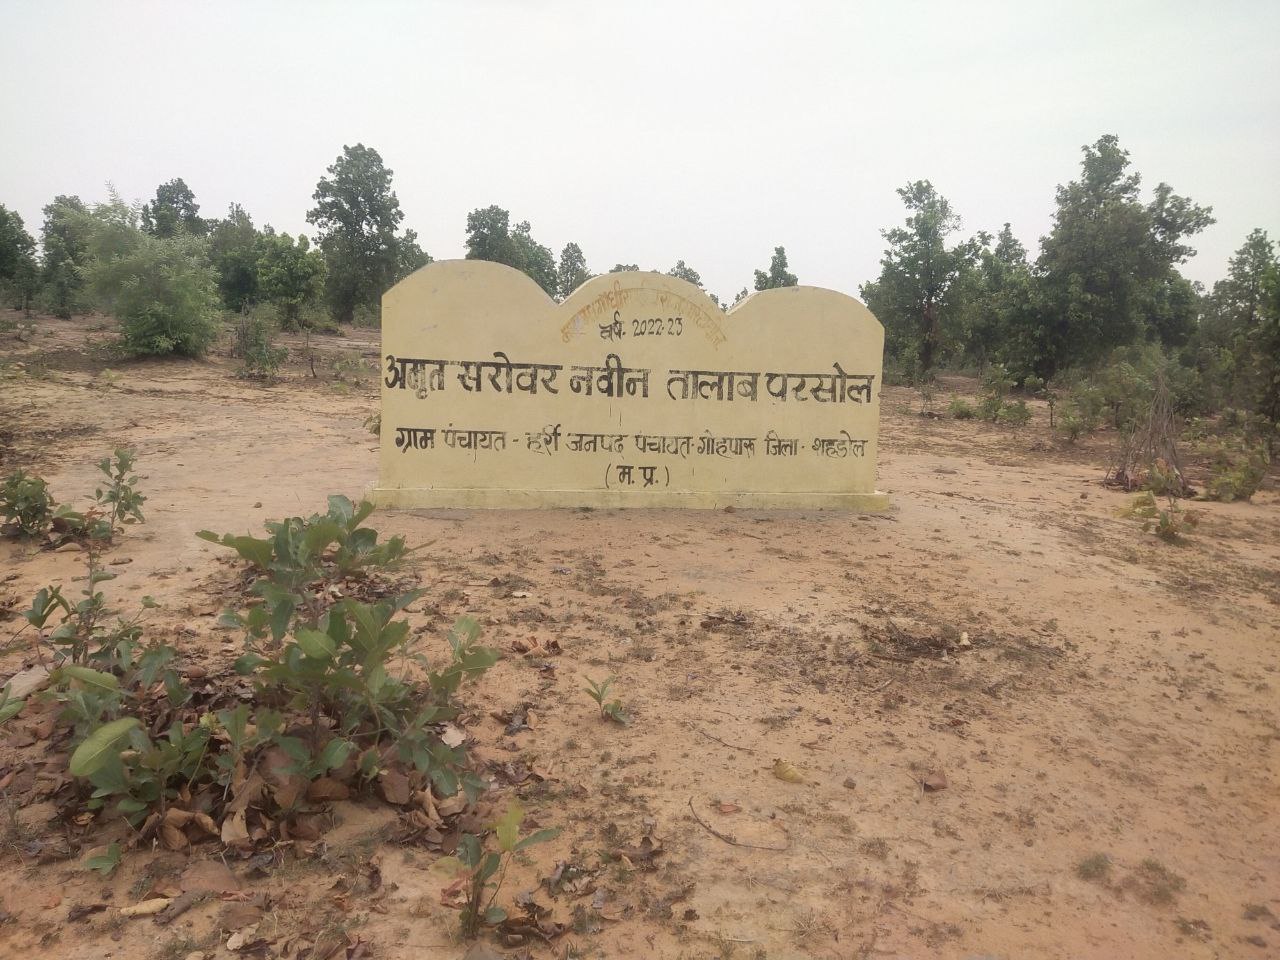 वर्ष. 2022-23
अमृत सरोवर नवीन तालाब परसोल
ग्राम पंचायत - हर्री जनपद पंचायत- गोहपारू जिला - शहडोल
( म. प्र. )